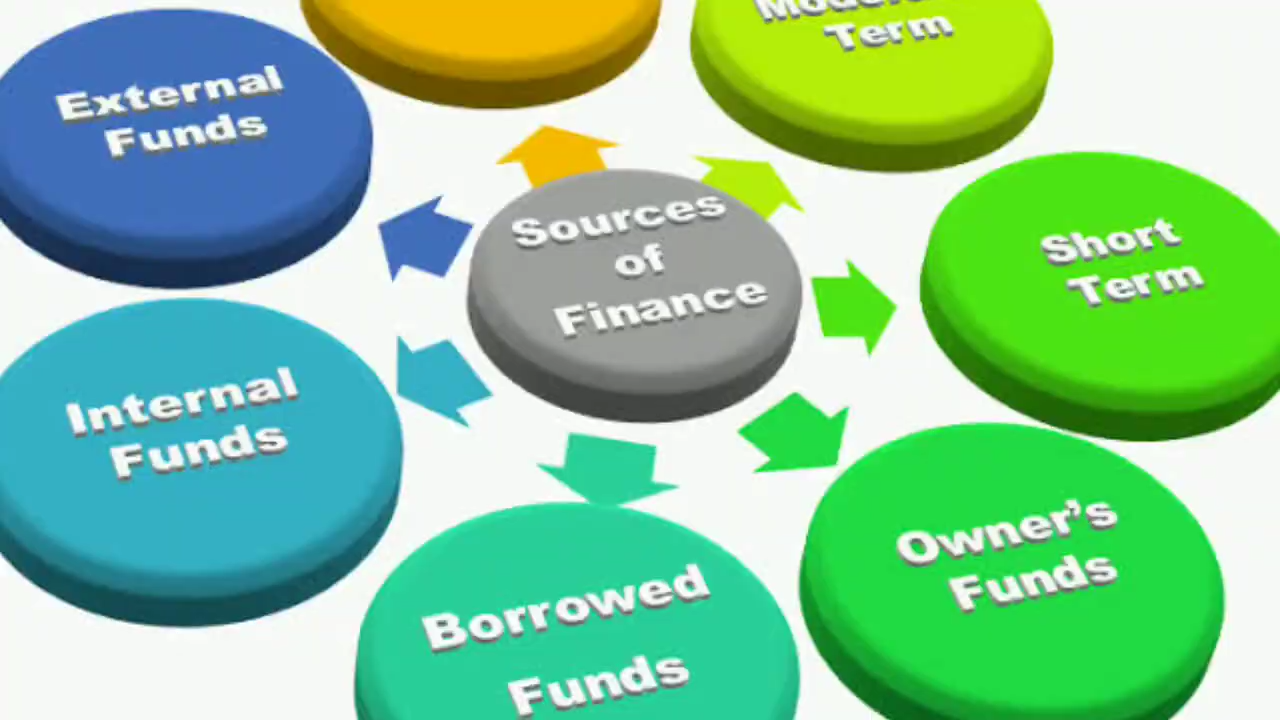 Sources
of
Finance
Term
Short
Term
Owner's
Funds
Borrowed
Funds
Internal
Funds
External
Funds